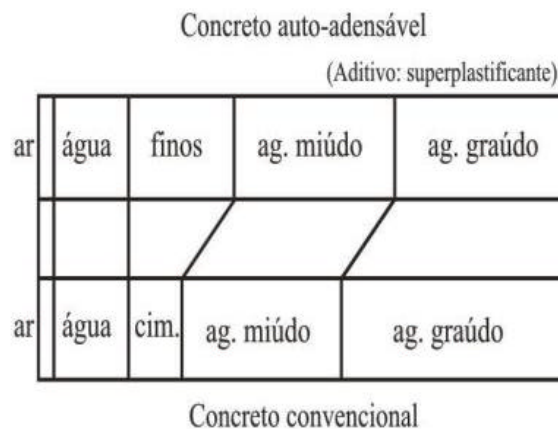 Concreto auto-adensável
(Aditivo: superplastificante)
ar água finos ag. miúdo ag. graúdo
ar água cim. ag. miúdo ag. graúdo
Concreto convencional